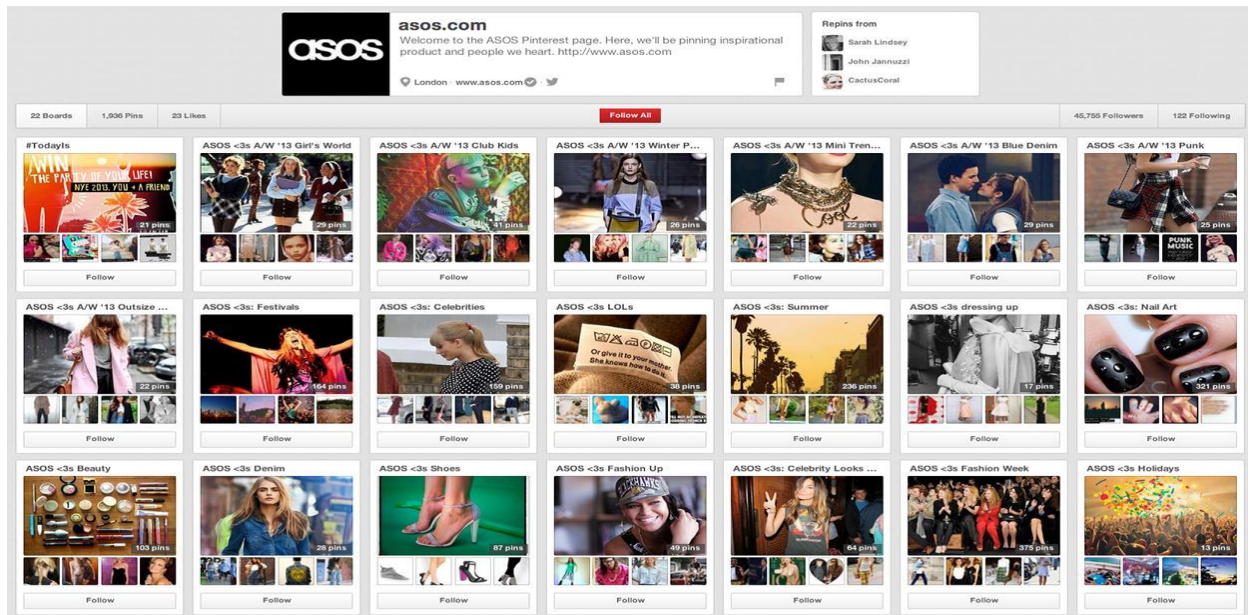 asos
asos.com
Welcome to the ASOS Pinterest page. Here, we'll be pinning inspirational
product and people we heart. http://www.asos.com
London · www.asos.com
Repins from
Sarah Lindsey
John Jannuzzi
CactusCoral
22 Boards
1,936 Pins
23 Likes
Follow All
45,755 Followers
122 Following
#TodayIs
WIN
THE PARTY OF YOUR LIFE!
NYE 2013. YOU + A FRIEND
21 pins
Follow
ASOS <3s A/W '13 Girl's World
29 pins
Follow
ASOS <3s A/W '13 Club Kids
41 pins
Follow
ASOS <3s A/W '13 Winter P...
26 pins
Follow
ASOS <3s A/W '13 Mini Tren...
COOL
22 pins
Follow
ASOS <3s A/W '13 Blue Denim
29 pins
Follow
ASOS <3s A/W '13 Punk
25 pins
PUNK
MUSIC
Follow
ASOS <3s A/W '13 Outsize ...
22 pins
Follow
ASOS <3s: Festivals
164 pins
Follow
ASOS <3s: Celebrities
159 pins
Follow
ASOS <3s LOLs
Or give it to your mother.
She knows how to do it.
38 pins
Follow
ASOS <3s: Summer
236 pins
Follow
ASOS <3s dressing up
17 pins
Follow
ASOS <3s: Nail Art
321 pins
Follow
ASOS <3s Beauty
103 pins
Follow
ASOS <3s Denim
28 pins
Follow
ASOS <3s Shoes
87 pins
Follow
ASOS <3s Fashion Up
49 pins
Follow
ASOS <3s: Celebrity Looks ...
64 pins
Follow
ASOS <3s Fashion Week
375 pins
Follow
ASOS <3s Holidays
13 pins
Follow